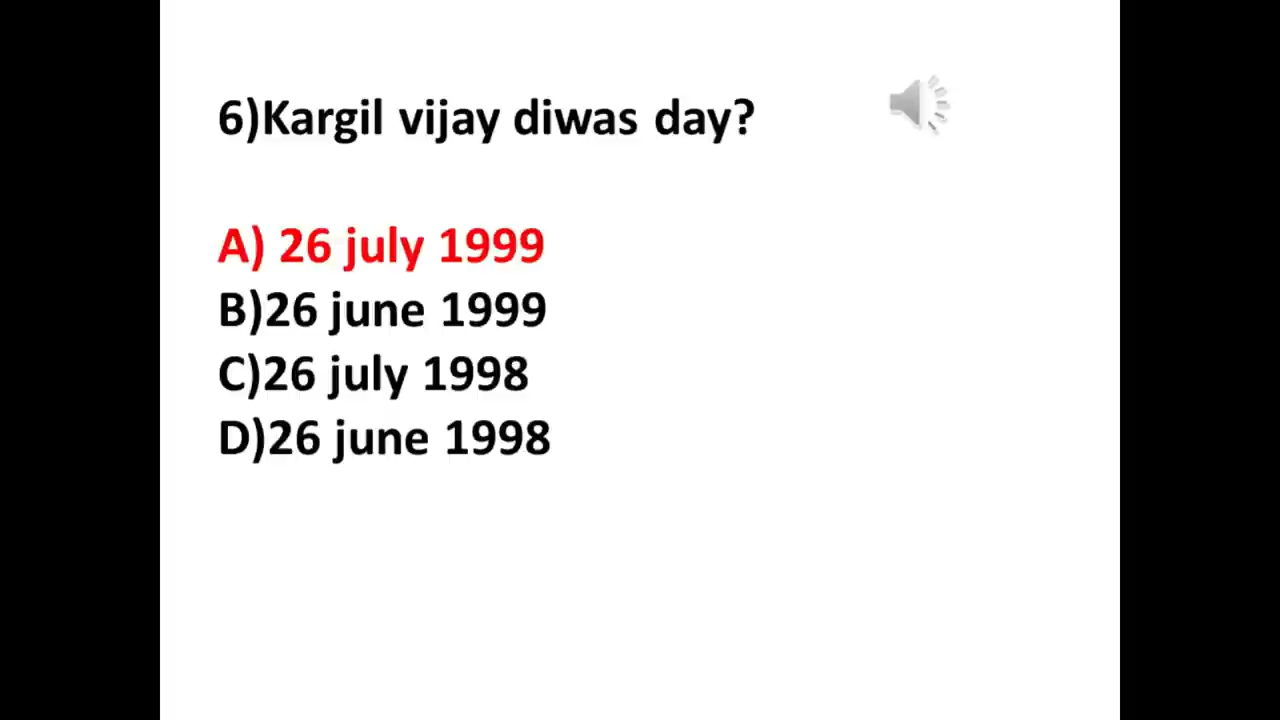 6)Kargil vijay diwas day?
A) 26 july 1999
B)26 june 1999
C)26 july 1998
D)26 june 1998